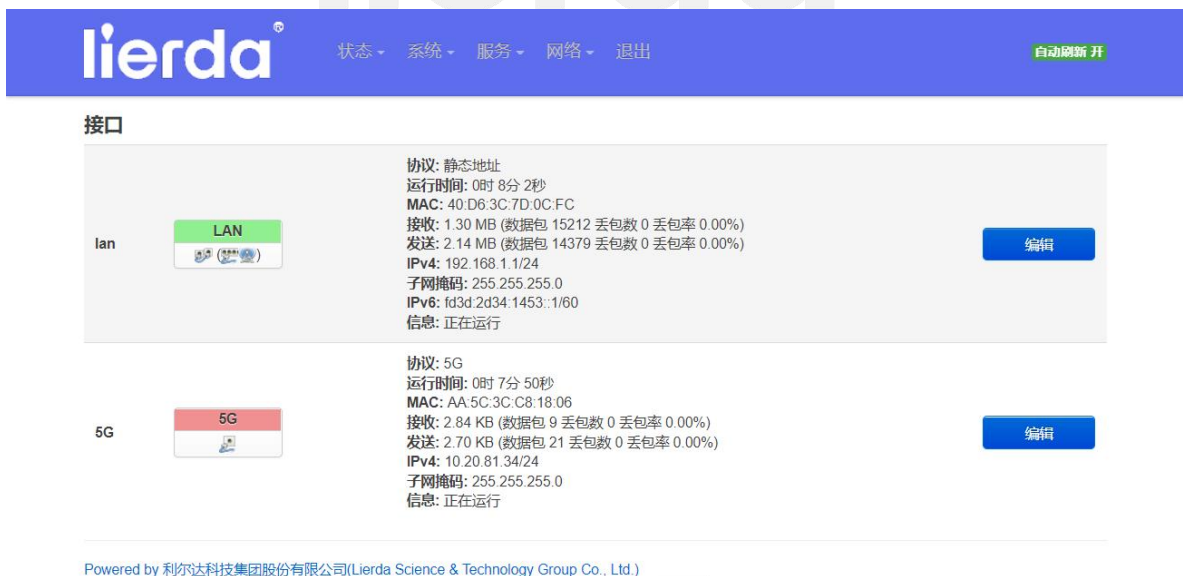 lierda®
状态 系统 服务 网络 退出
自动刷新 开
接口
lan
LAN
协议: 静态地址
运行时间: 0时 8分 2秒
MAC: 40:D6:3C:7D:0C:FC
接收: 1.30 MB (数据包 15212 丢包数 0 丢包率 0.00%)
发送: 2.14 MB (数据包 14379 丢包数 0 丢包率 0.00%)
IPv4: 192.168.1.1/24
子网掩码: 255.255.255.0
IPv6: fd3d:2d34:1453::1/60
信息: 正在运行
编辑
5G
5G
协议: 5G
运行时间: 0时 7分 50秒
MAC: AA:5C:3C:C8:18:06
接收: 2.84 KB (数据包 9 丢包数 0 丢包率 0.00%)
发送: 2.70 KB (数据包 21 丢包数 0 丢包率 0.00%)
IPv4: 10.20.81.34/24
子网掩码: 255.255.255.0
信息: 正在运行
编辑
Powered by 利尔达科技集团股份有限公司(Lierda Science & Technology Group Co., Ltd.)